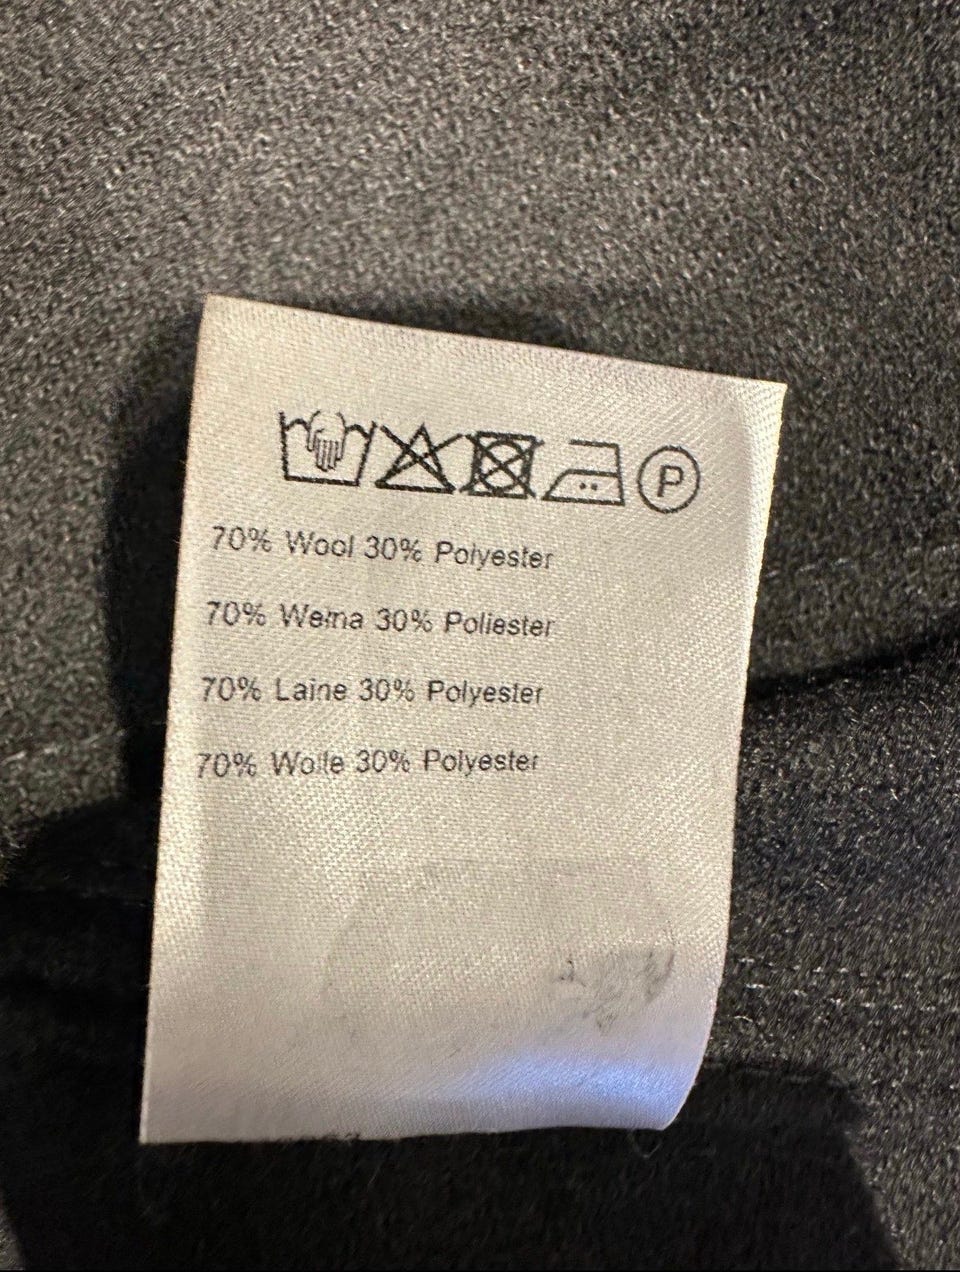 P
70% Wool 30% Polyester
70% Wełna 30% Poliester
70% Laine 30% Polyester
70% Wolle 30% Polyester